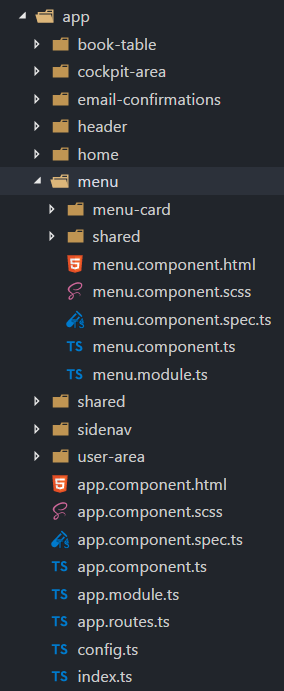 app
book-table
cockpit-area
email-confirmations
header
home
menu
menu-card
shared
menu.component.html
menu.component.scss
menu.component.spec.ts
TS menu.component.ts
TS menu.module.ts
shared
sidenav
user-area
app.component.html
app.component.scss
app.component.spec.ts
TS app.component.ts
TS app.module.ts
TS app.routes.ts
TS config.ts
TS index.ts